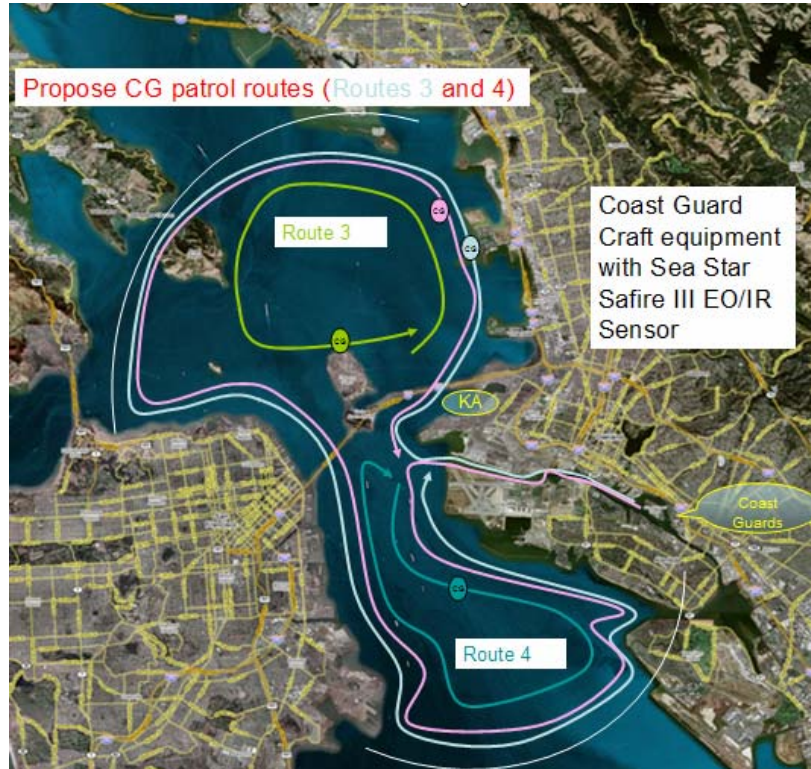 Propose CG patrol routes (Routes 3 and 4)
Coast Guard
Craft equipment
with Sea Star
Safire III EO/IR
Sensor
Route 3
CG
CG
CG
KA
Coast
Guards
CG
Route 4